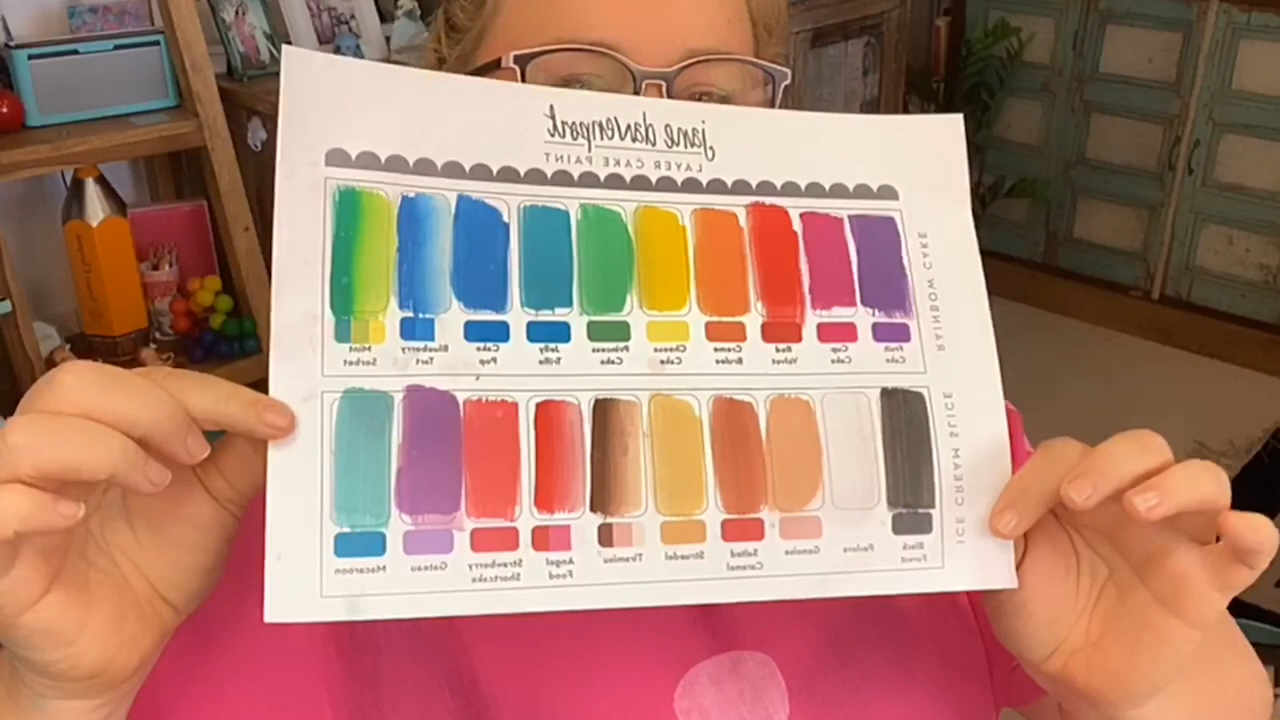 jane davenport
LAYER CAKE PAINT
RAINBOW CAKE
Mint Sorbet
Blueberry Tart
Cake Pop
Jelly Trifle
Princess Cake
Cheese Cake
Creme Brulee
Red Velvet
Cup Cake
Fruit Cake
ICE CREAM SLICE
Macaroon
Gateau
Strawberry Shortcake
Angel Food
Tiramisu
Struedel
Salted Caramel
Genoise
Pavlova
Black Forest